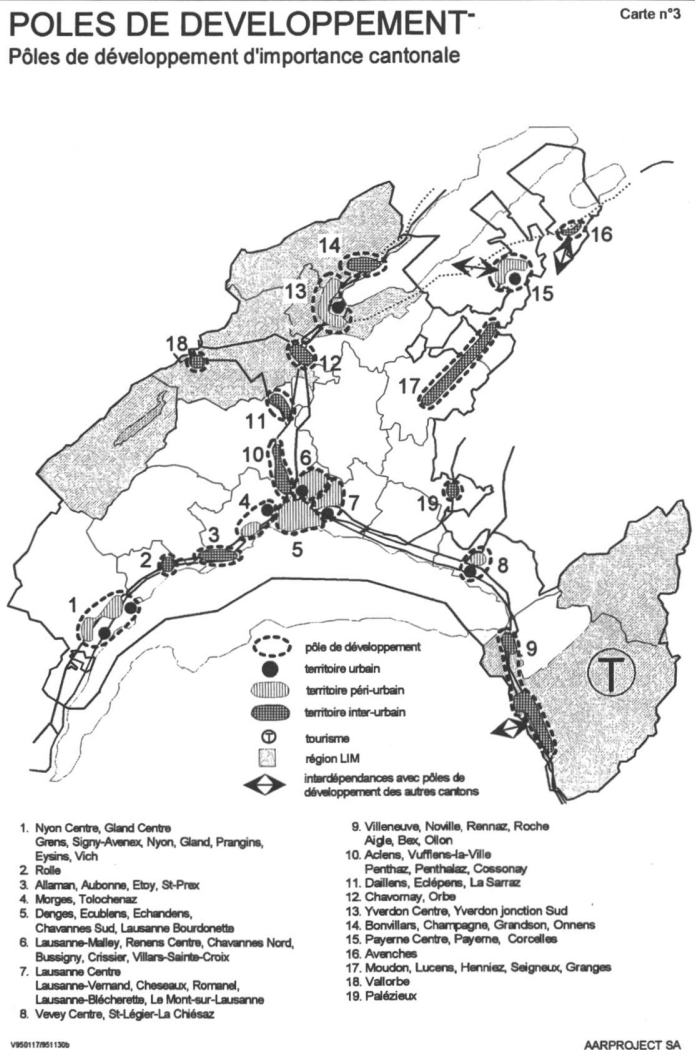 POLES DE DEVELOPPEMENT-
Carte n°3
Pôles de développement d'importance cantonale
16
14
13
15
18
12
17
11
10
6
19
4
7
3
5
2
8
1
9
T
pôle de développement
territoire urbain
territoire péri-urbain
territoire inter-urbain
T tourisme
région LIM
interdépendances avec pôles de
développement des autres cantons
1. Nyon Centre, Gland Centre
Grens, Signy-Avenex, Nyon, Gland, Prangins,
Eysins, Vich
2. Rolle
3. Allaman, Aubonne, Etoy, St-Prex
4. Morges, Tolochenaz
5. Denges, Ecublens, Echandens,
Chavannes Sud, Lausanne Bourdonette
6. Lausanne-Malley, Renens Centre, Chavannes Nord,
Bussigny, Crissier, Villars-Sainte-Croix
7. Lausanne Centre
Lausanne-Vernand, Cheseaux, Romanel,
Lausanne-Blécherette, Le Mont-sur-Lausanne
8. Vevey Centre, St-Légier-La Chiésaz
9. Villeneuve, Noville, Rennaz, Roche
Aigle, Bex, Ollon
10. Aclens, Vufflens-la-Ville
Penthaz, Penthalaz, Cossonay
11. Daillens, Eclépens, La Sarraz
12. Chavornay, Orbe
13. Yverdon Centre, Yverdon jonction Sud
14. Bonvillars, Champagne, Grandson, Onnens
15. Payerne Centre, Payerne, Corcelles
16. Avenches
17. Moudon, Lucens, Henniez, Seigneux, Granges
18. Vallorbe
19. Palézieux
V950117/951130b
AARPROJECT SA